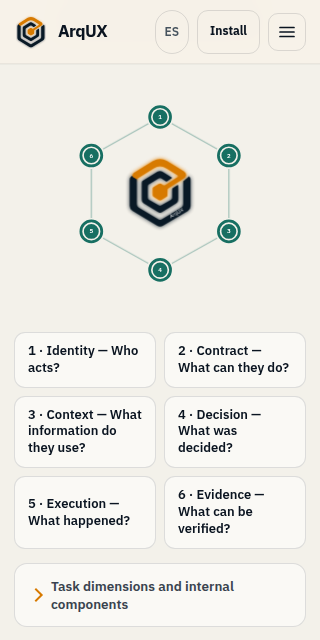 ArqUX
ES
Install
1
6
2
5
3
4
1 · Identity — Who
acts?
2 · Contract —
What can they do?
3 · Context — What
information do
they use?
4 · Decision —
What was
decided?
5 · Execution —
What happened?
6 · Evidence —
What can be
verified?
Task dimensions and internal
components